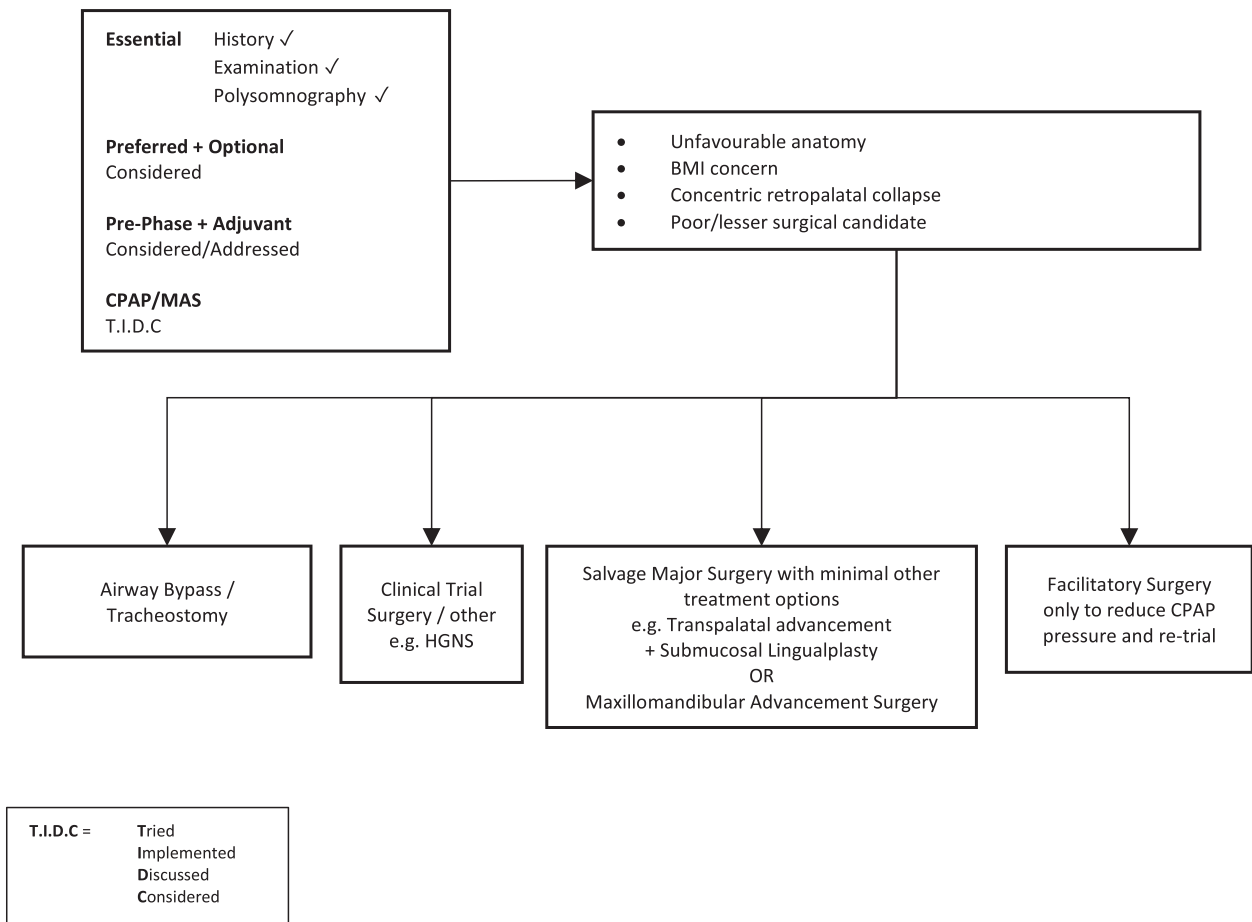 Essential History ✓
Examination ✓
Polysomnography ✓
Preferred + Optional
Considered
Pre-Phase + Adjuvant
Considered/Addressed
CPAP/MAS
T.I.D.C
• Unfavourable anatomy
• BMI concern
• Concentric retropalatal collapse
• Poor/lesser surgical candidate
Airway Bypass /
Tracheostomy
Clinical Trial
Surgery / other
e.g. HGNS
Salvage Major Surgery with minimal other
treatment options
e.g. Transpalatal advancement
+ Submucosal Lingualplasty
OR
Maxillomandibular Advancement Surgery
Facilitatory Surgery
only to reduce CPAP
pressure and re-trial
T.I.D.C = Tried
Implemented
Discussed
Considered